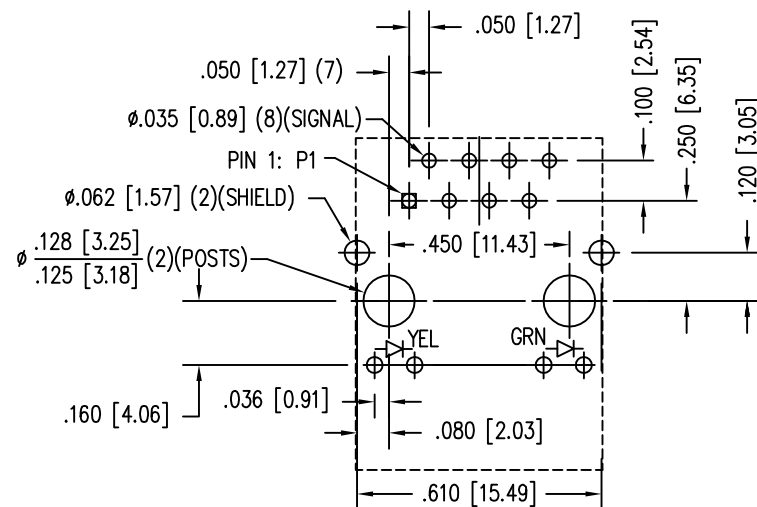 .050 [1.27]
.050 [1.27] (7)
.100 [2.54]
.250 [6.35]
.120 [3.05]
ø.035 [0.89] (8)(SIGNAL)
PIN 1: P1
ø.062 [1.57] (2)(SHIELD)
.450 [11.43]
ø .128 [3.25]
.125 [3.18] (2)(POSTS)
YEL
GRN
.036 [0.91]
.160 [4.06]
.080 [2.03]
.610 [15.49]